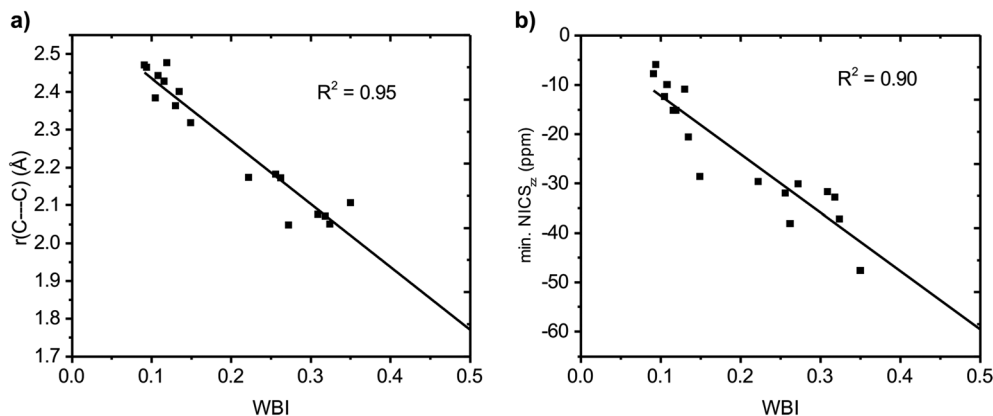 a)
2.5
2.4
2.3
2.2
2.1
2.0
1.9
1.8
1.7
r(C---C) (Å)
R² = 0.95
0.0 0.1 0.2 0.3 0.4 0.5
WBI
b)
-0
-10
-20
-30
-40
-50
-60
min. NICSzz (ppm)
R² = 0.90
0.0 0.1 0.2 0.3 0.4 0.5
WBI